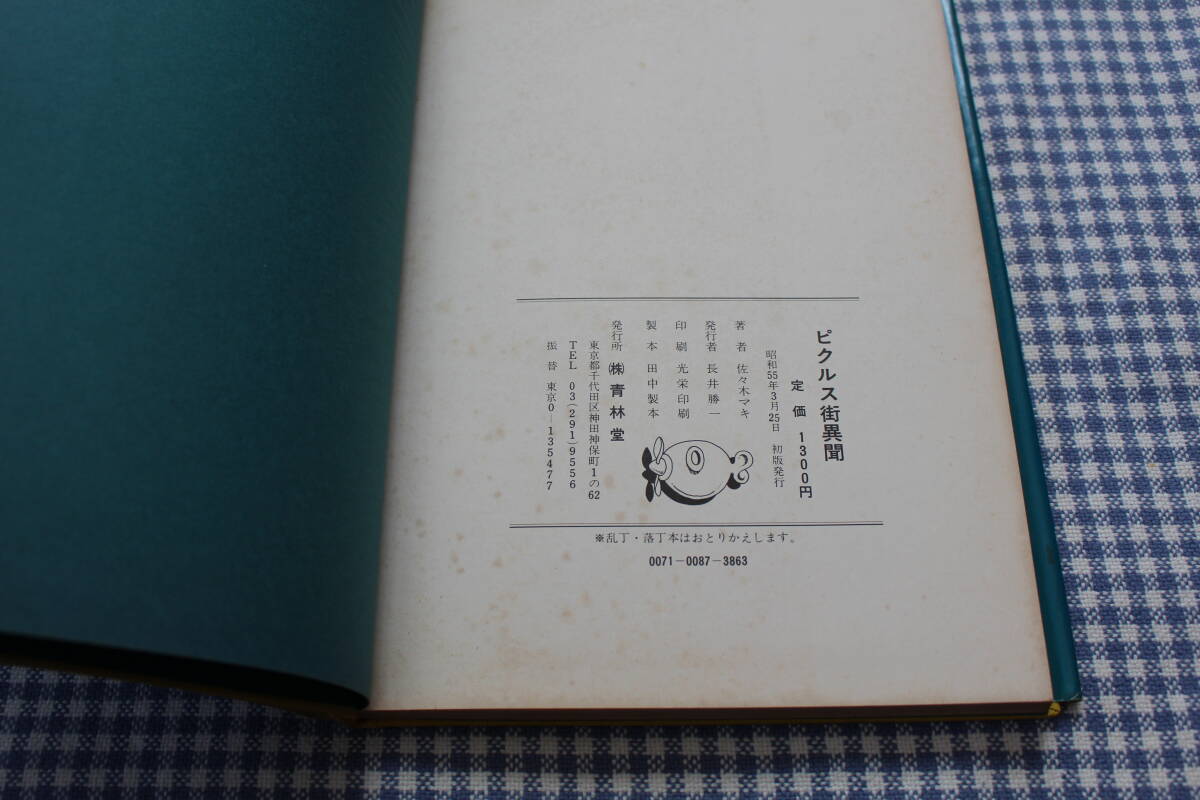 ピクルス街異聞
定価 1300円
昭和55年3月25日 初版発行
著者 佐々木マキ
発行者 長井勝一
印刷 光栄印刷
製本 田中製本
発行所 ㈱青林堂
東京都千代田区神田神保町1の62
TEL 03(291)9556
振替 東京0-135477
※乱丁・落丁本はおとりかえします。
0071-0087-3863